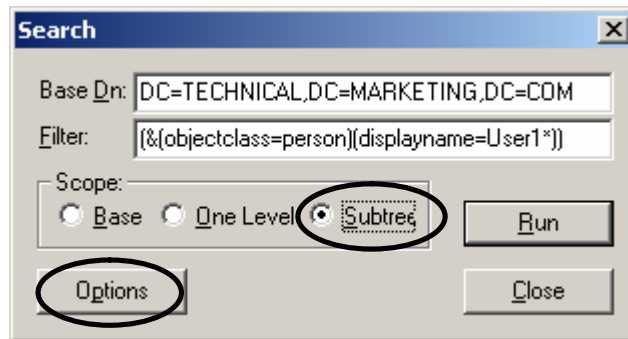 Search
Base Dn: DC=TECHNICAL,DC=MARKETING,DC=COM
Filter: (&(objectclass=person)(displayname=User1*))
Scope:
Base One Level Subtree Run
Options Close